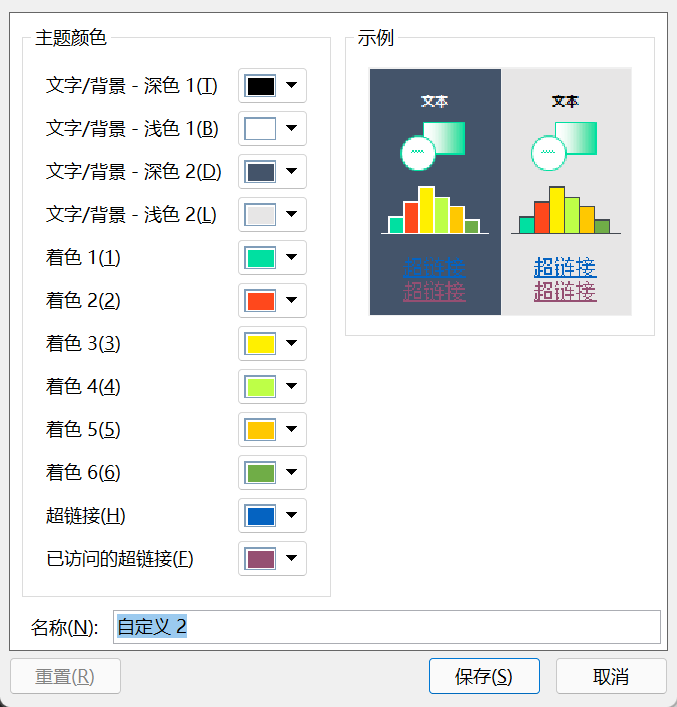 主题颜色
文字/背景 - 深色 1(T)
文字/背景 - 浅色 1(B)
文字/背景 - 深色 2(D)
文字/背景 - 浅色 2(L)
着色 1(1)
着色 2(2)
着色 3(3)
着色 4(4)
着色 5(5)
着色 6(6)
超链接(H)
已访问的超链接(F)
示例
文本
文本
超链接
超链接
超链接
超链接
名称(N):
自定义 2
重置(R)
保存(S)
取消